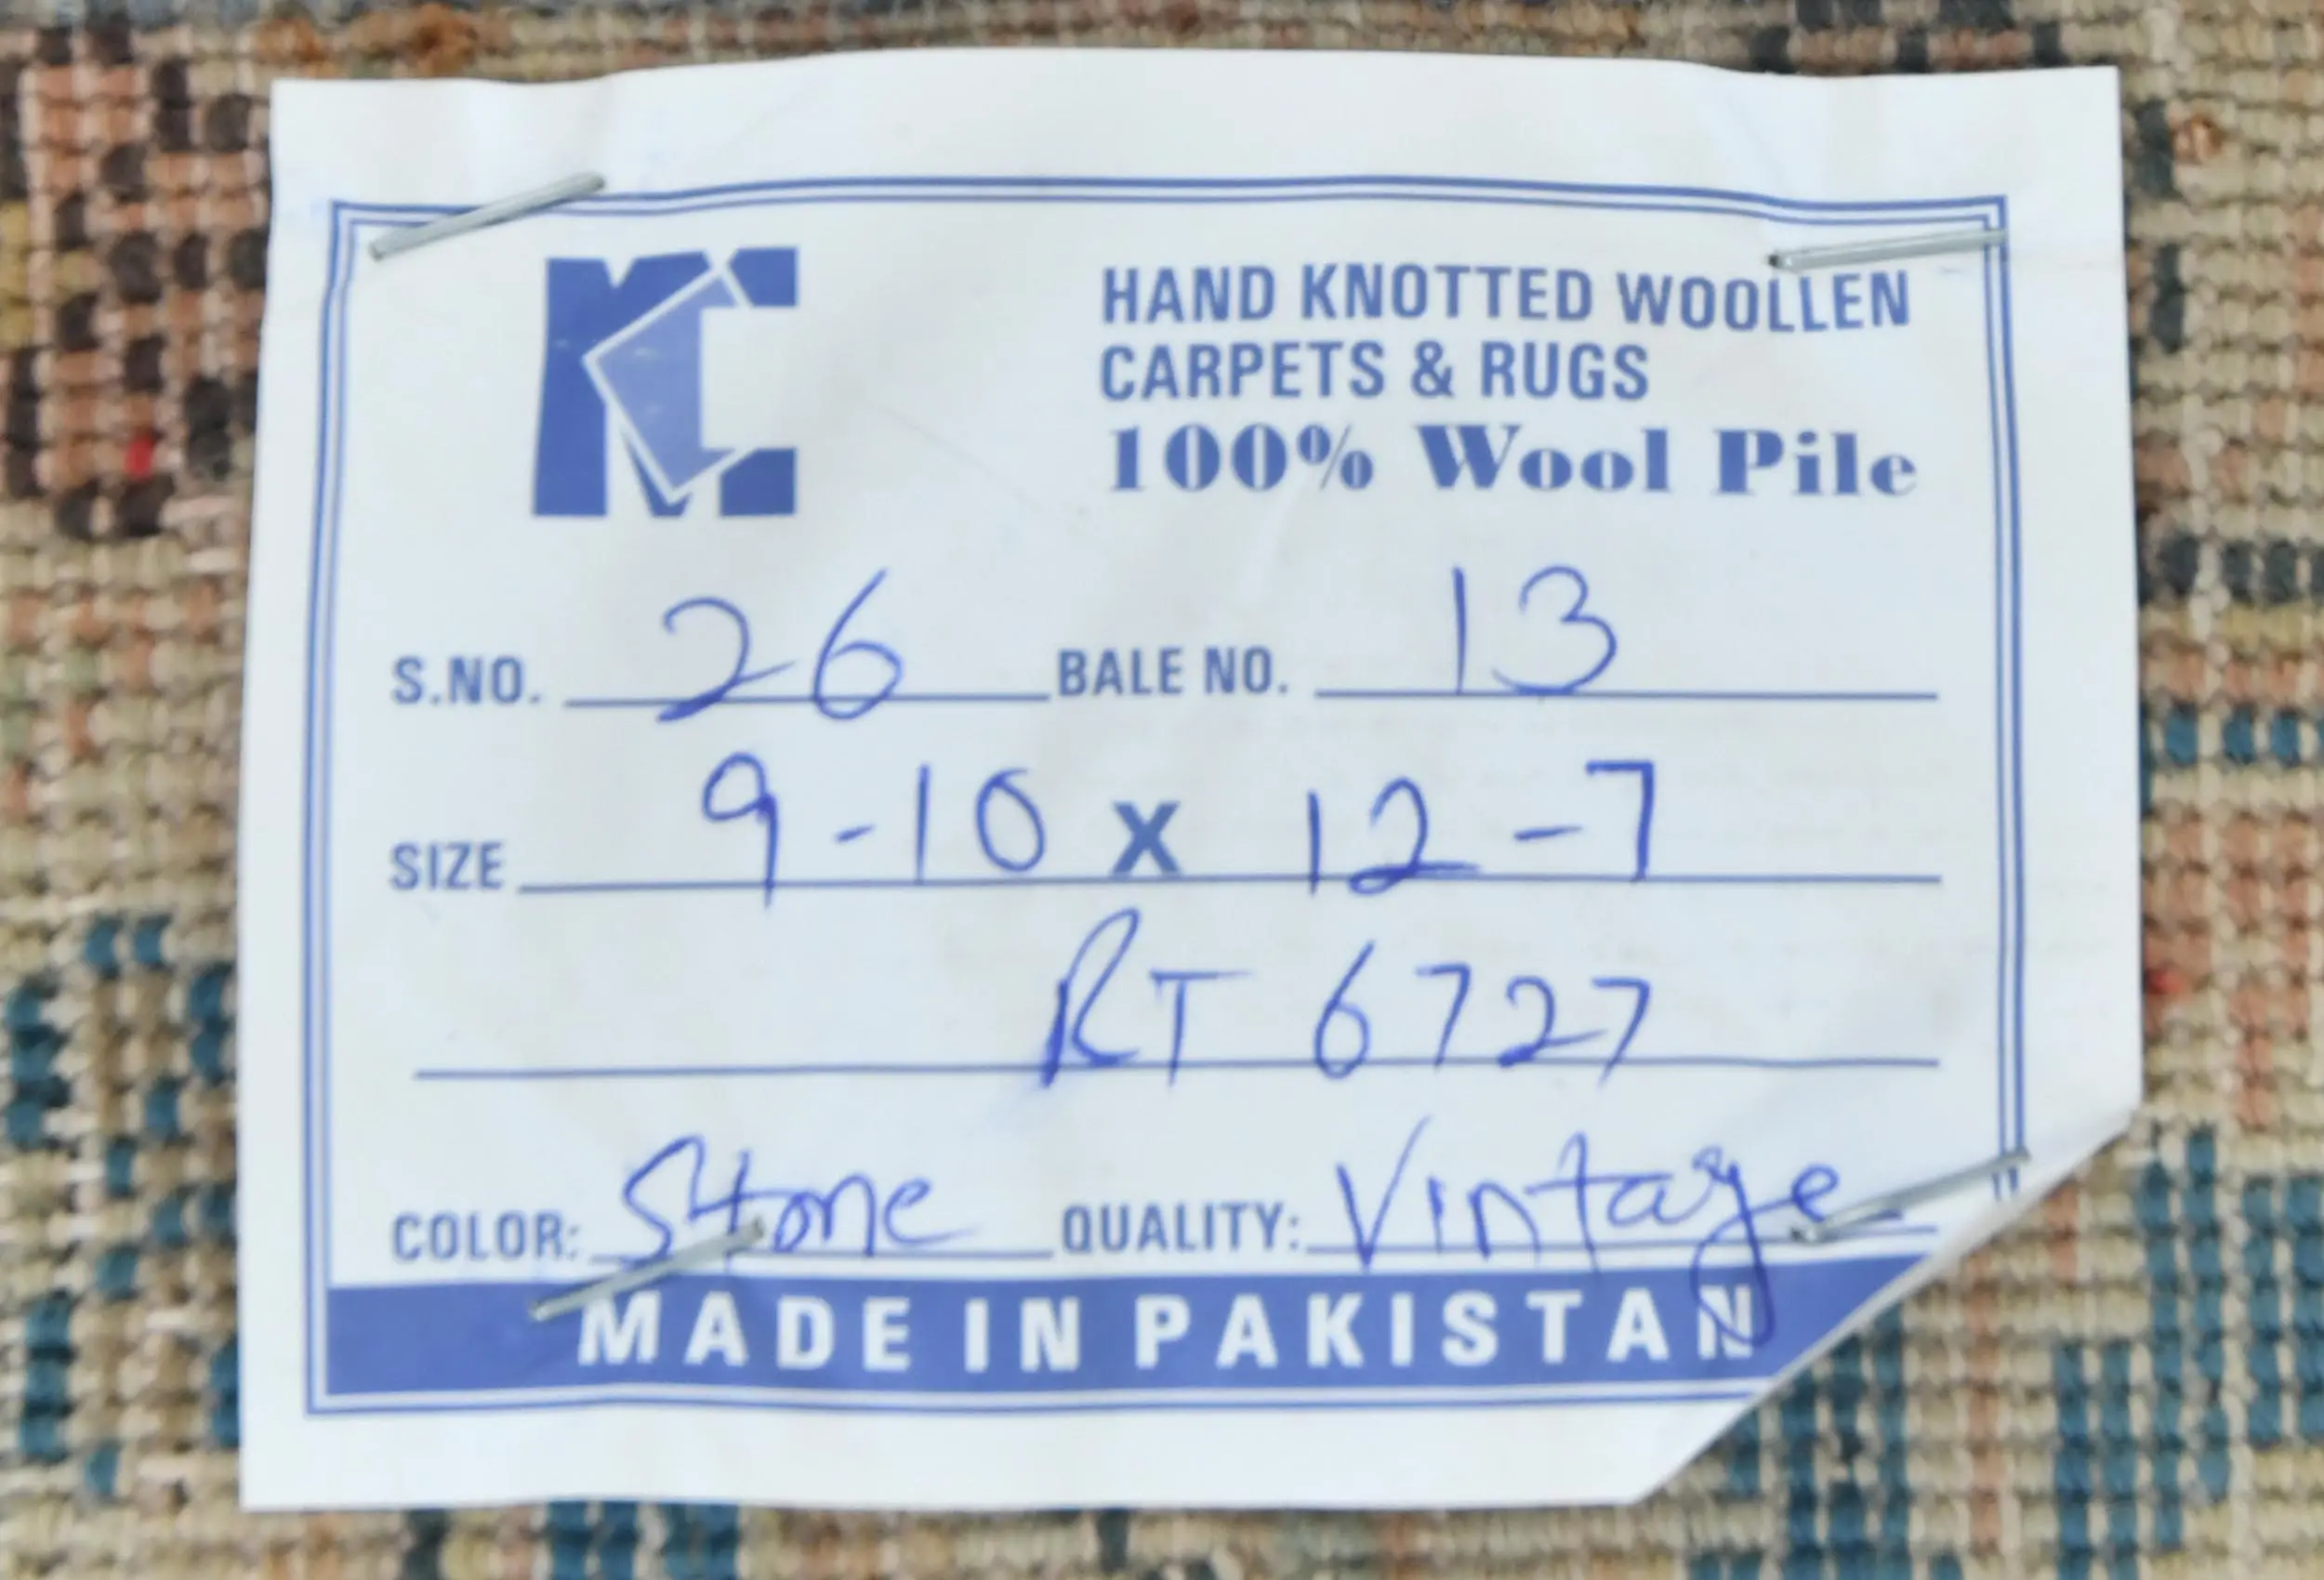 KC
HAND KNOTTED WOOLLEN
CARPETS & RUGS
100% Wool Pile
S.NO. 26 BALE NO. 13
SIZE 9-10 X 12-7
RT 6727
COLOR: Stone QUALITY: Vintage
MADE IN PAKISTAN